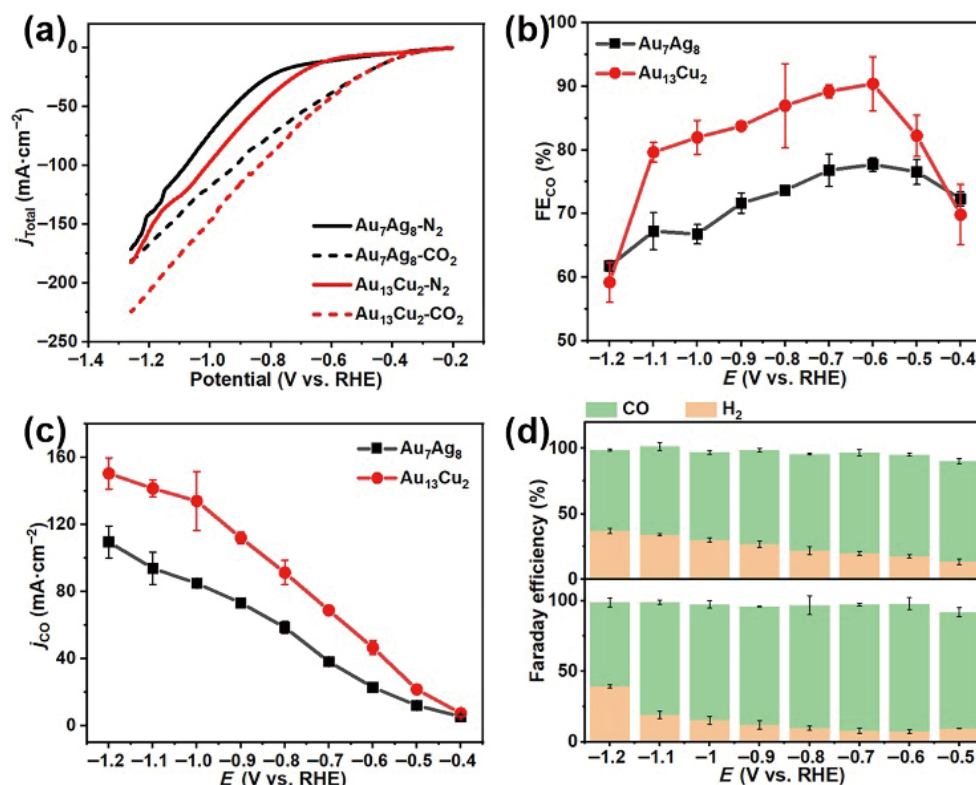 (a)
0
−50
−100
−150
−200
−250
j_Total (mA·cm⁻²)
Au₇Ag₈-N₂
Au₇Ag₈-CO₂
Au₁₃Cu₂-N₂
Au₁₃Cu₂-CO₂
−1.4 −1.2 −1.0 −0.8 −0.6 −0.4 −0.2
Potential (V vs. RHE)
(b)
100
90
80
70
60
50
FE_CO (%)
Au₇Ag₈
Au₁₃Cu₂
−1.2 −1.1 −1.0 −0.9 −0.8 −0.7 −0.6 −0.5 −0.4
E (V vs. RHE)
(c)
160
120
80
40
0
j_CO (mA·cm⁻²)
Au₇Ag₈
Au₁₃Cu₂
−1.2 −1.1 −1.0 −0.9 −0.8 −0.7 −0.6 −0.5 −0.4
E (V vs. RHE)
CO H₂
(d)
100
50
0
100
50
0
Faraday efficiency (%)
−1.2 −1.1 −1 −0.9 −0.8 −0.7 −0.6 −0.5
E (V vs. RHE)